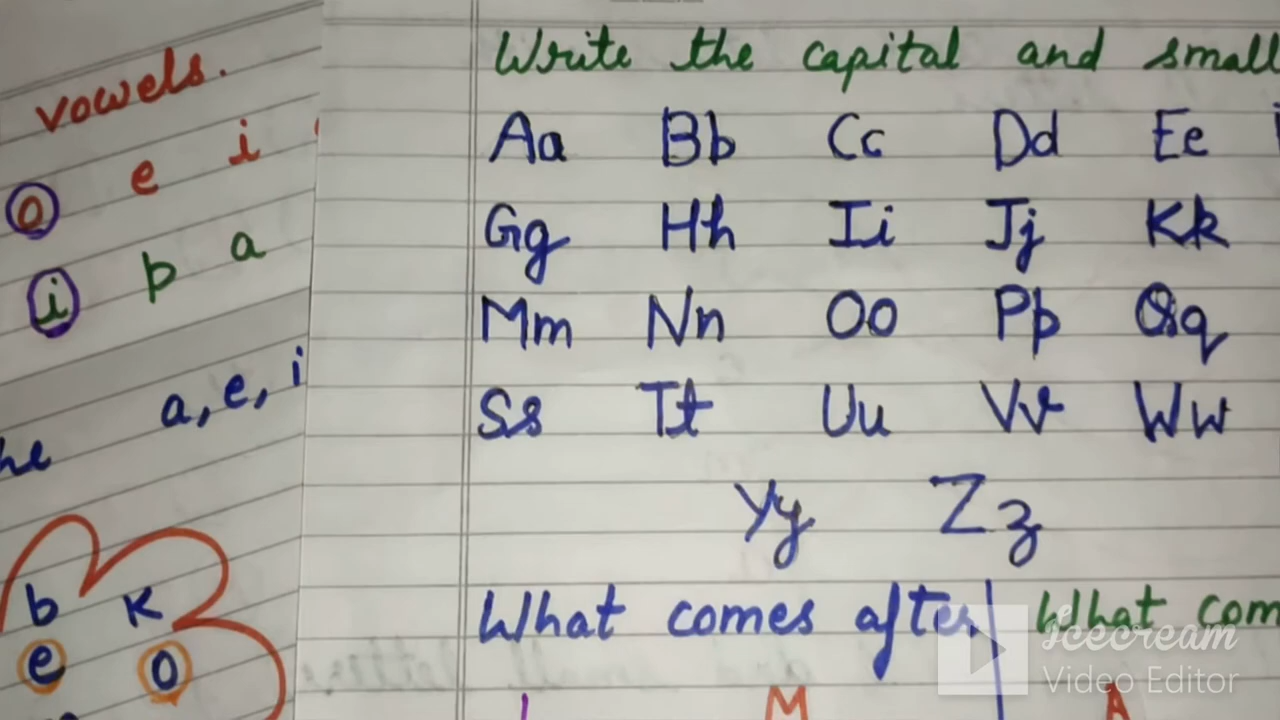 vowels.
o e i
i p a
a, e, i
he
b k
e o
Write the capital and small
Aa Bb Cc Dd Ee
Gg Hh Ii Jj Kk
Mm Nn Oo Pp Qq
Ss Tt Uu Vv Ww
Yy Zz
What comes after What com
M A
Icecream
Video Editor